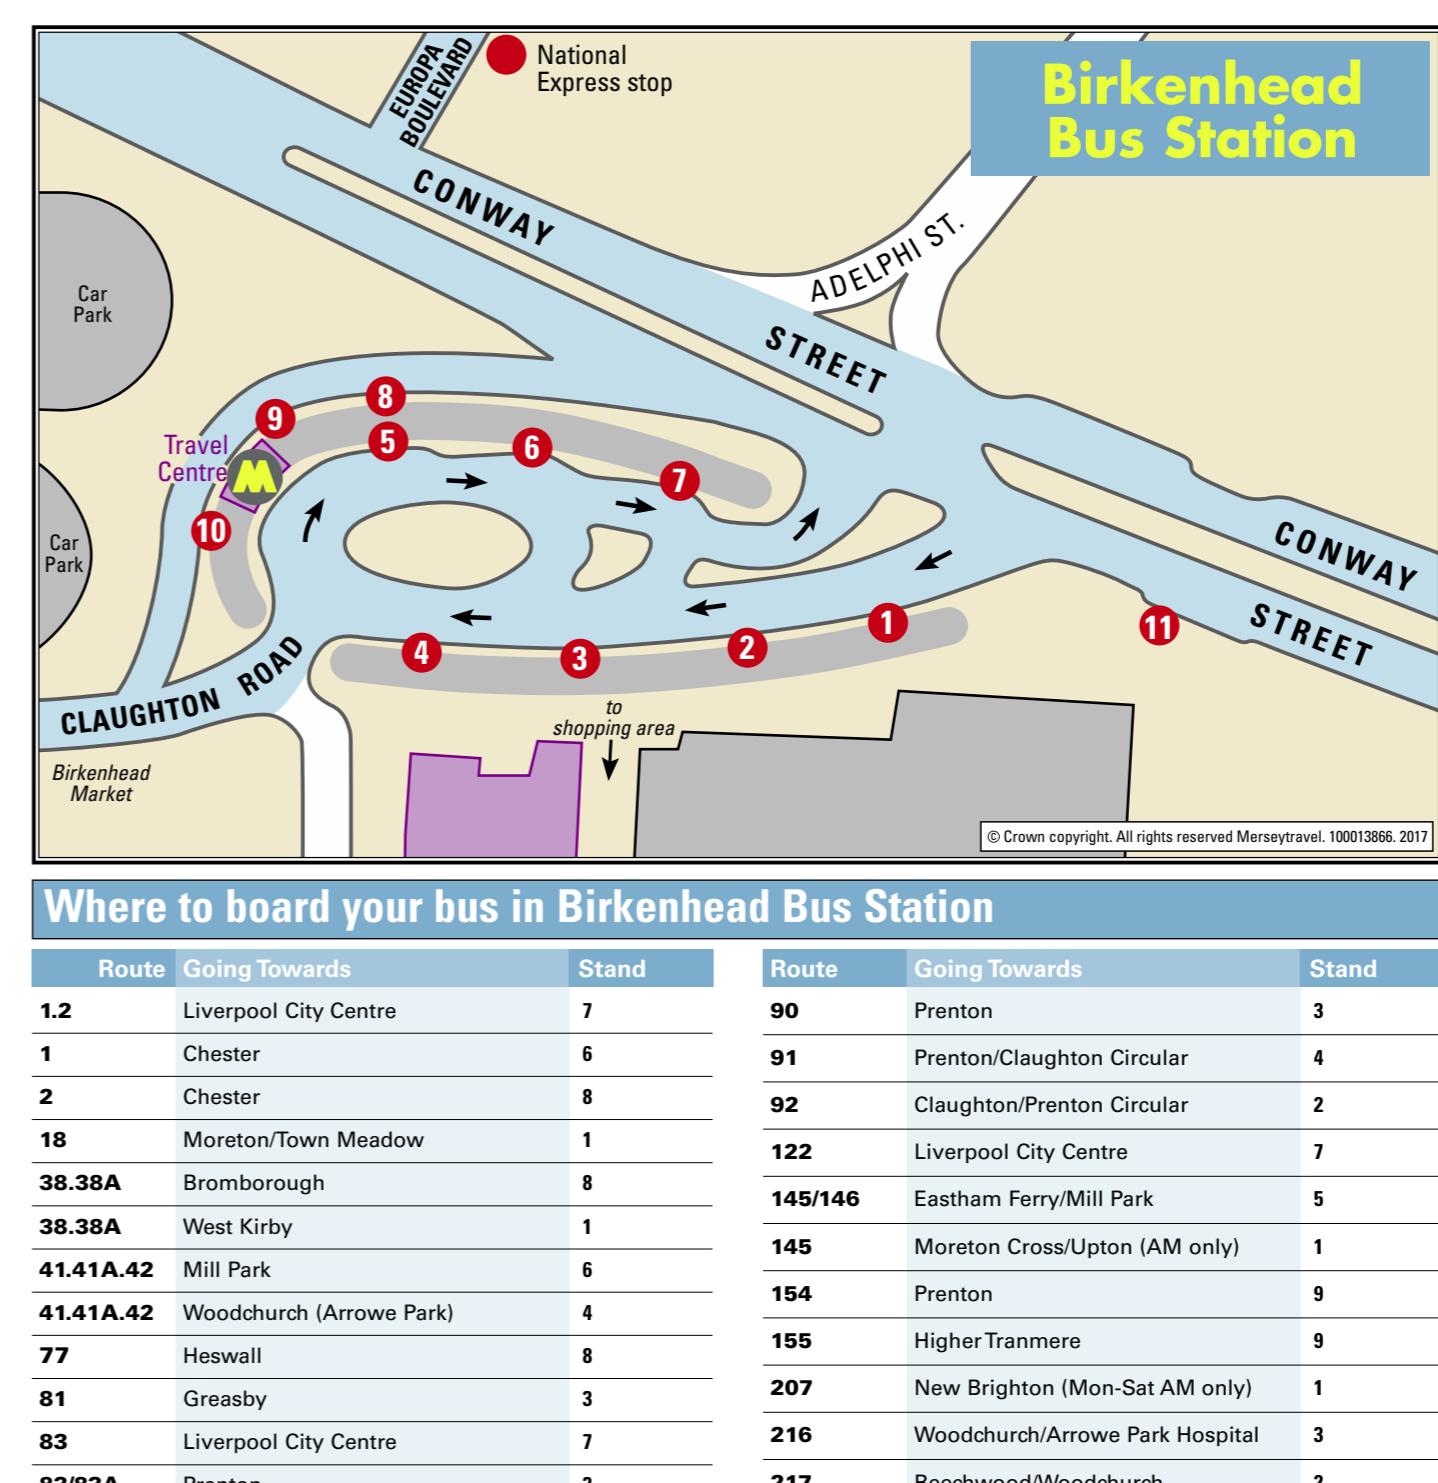 EUROPA
BOULEVARD
National
Express stop
Birkenhead
Bus Station
CONWAY
STREET
ADELPHI ST.
Car
Park
8
9
5
6
7
Travel
Centre
M
10
Car
Park
CONWAY
STREET
1
11
2
3
4
CLAUGHTON ROAD
to
shopping area
Birkenhead
Market
© Crown copyright. All rights reserved Merseytravel. 100013866. 2017
Where to board your bus in Birkenhead Bus Station
Route Going Towards Stand
1.2 Liverpool City Centre 7
1 Chester 6
2 Chester 8
18 Moreton/Town Meadow 1
38.38A Bromborough 8
38.38A West Kirby 1
41.41A.42 Mill Park 6
41.41A.42 Woodchurch (Arrowe Park) 4
77 Heswall 8
81 Greasby 3
83 Liverpool City Centre 7
Prenton
Route Going Towards Stand
90 Prenton 3
91 Prenton/Claughton Circular 4
92 Claughton/Prenton Circular 2
122 Liverpool City Centre 7
145/146 Eastham Ferry/Mill Park 5
145 Moreton Cross/Upton (AM only) 1
154 Prenton 9
155 Higher Tranmere 9
207 New Brighton (Mon-Sat AM only) 1
216 Woodchurch/Arrowe Park Hospital 3
217 Beechwood/Woodchurch 2